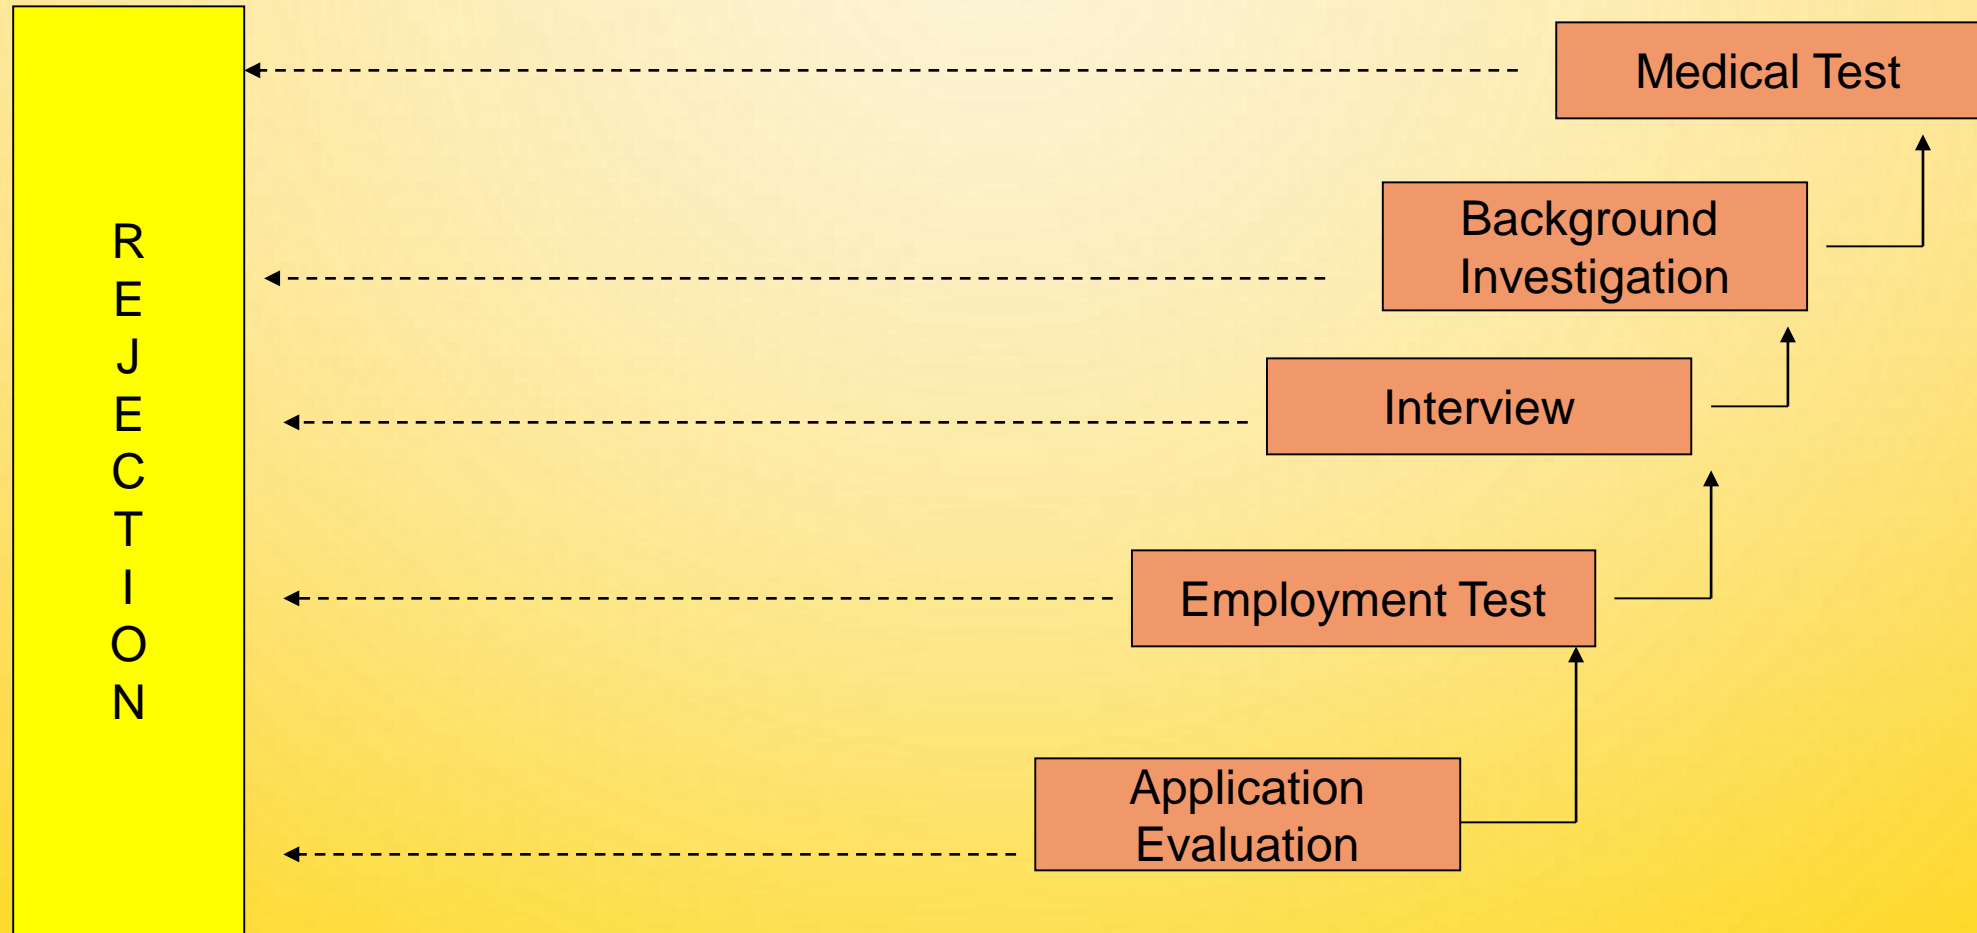 R
E
J
E
C
T
I
O
N
Medical Test
Background
Investigation
Interview
Employment Test
Application
Evaluation